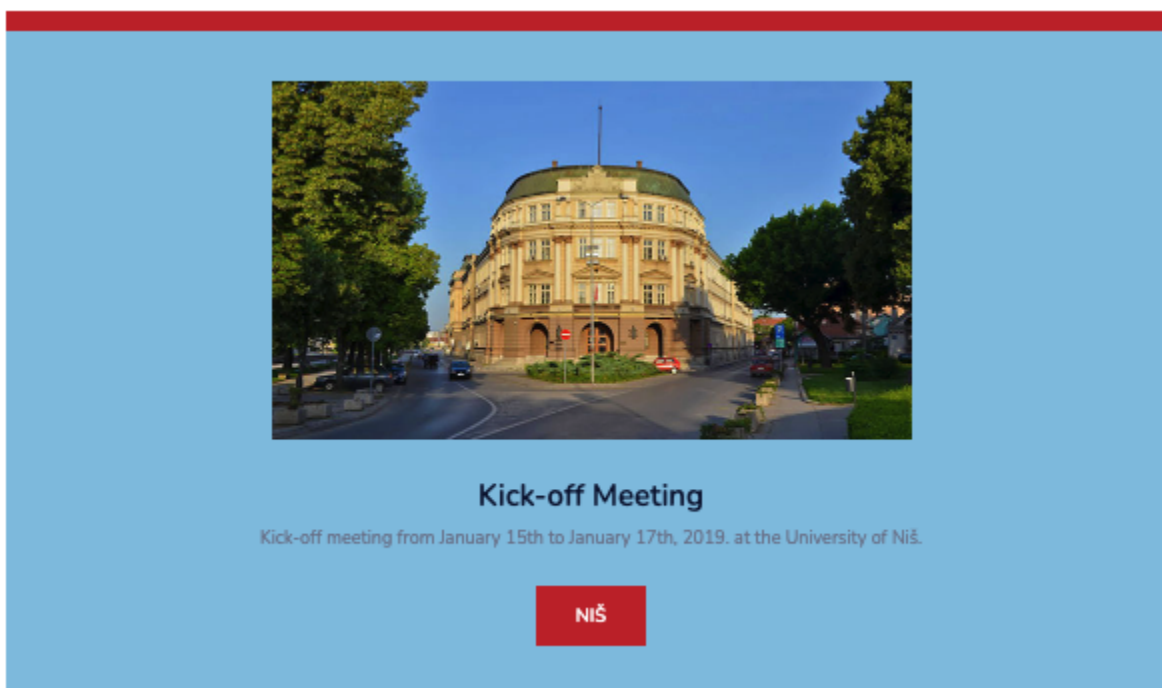 Kick-off Meeting
Kick-off meeting from January 15th to January 17th, 2019. at the University of Niš.
NIŠ